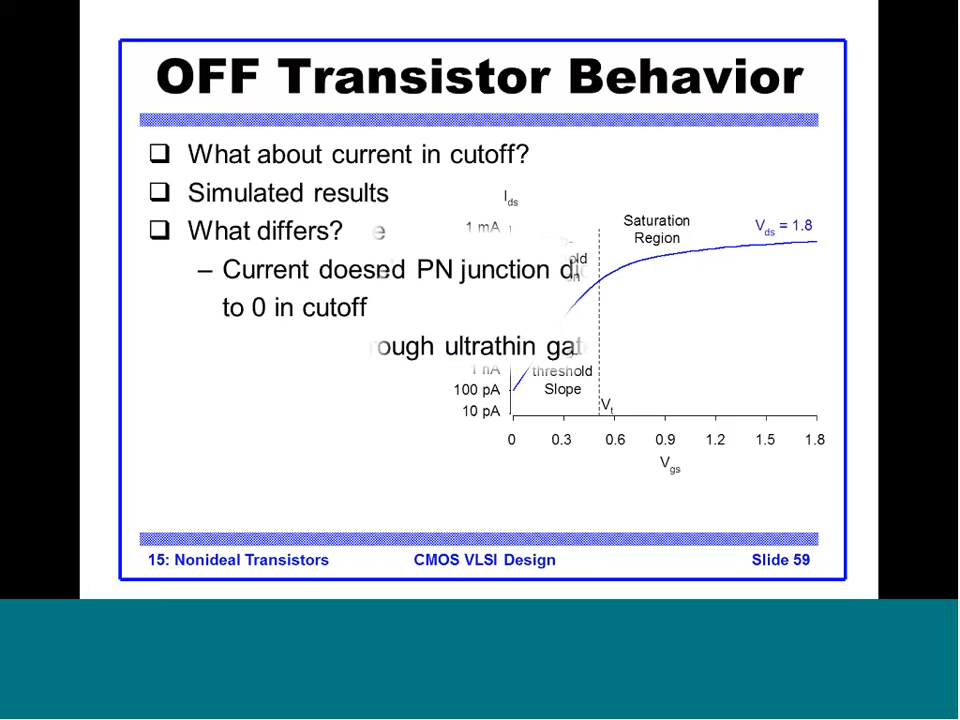 OFF Transistor Behavior
What about current in cutoff?
Simulated results
What differs?
– Current
PN junction
to 0 in cutoff
ultrathin
Ids
1 mA
Saturation
Region
Vds = 1.8
1 nA
100 pA
10 pA
threshold
Slope
Vt
0 0.3 0.6 0.9 1.2 1.5 1.8
Vgs
15: Nonideal Transistors CMOS VLSI Design Slide 59